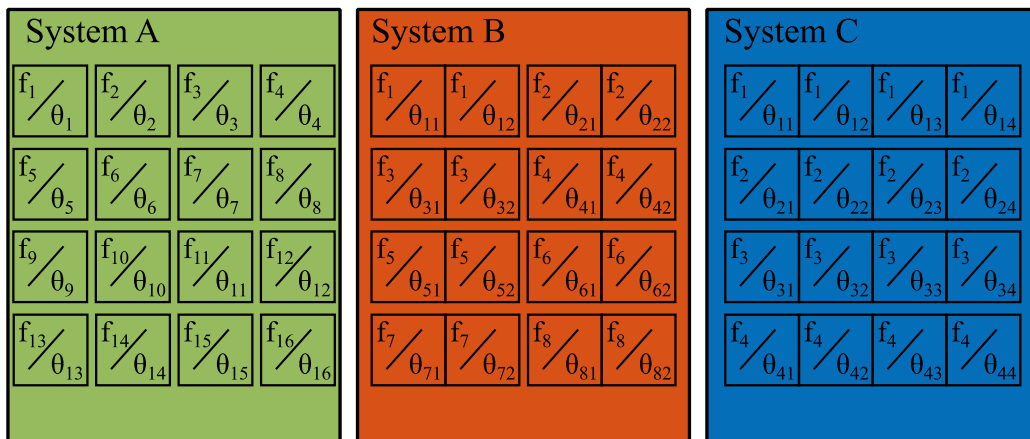 System A
f₁/θ₁ f₂/θ₂ f₃/θ₃ f₄/θ₄
f₅/θ₅ f₆/θ₆ f₇/θ₇ f₈/θ₈
f₉/θ₉ f₁₀/θ₁₀ f₁₁/θ₁₁ f₁₂/θ₁₂
f₁₃/θ₁₃ f₁₄/θ₁₄ f₁₅/θ₁₅ f₁₆/θ₁₆
System B
f₁/θ₁₁ f₁/θ₁₂ f₂/θ₂₁ f₂/θ₂₂
f₃/θ₃₁ f₃/θ₃₂ f₄/θ₄₁ f₄/θ₄₂
f₅/θ₅₁ f₅/θ₅₂ f₆/θ₆₁ f₆/θ₆₂
f₇/θ₇₁ f₇/θ₇₂ f₈/θ₈₁ f₈/θ₈₂
System C
f₁/θ₁₁ f₁/θ₁₂ f₁/θ₁₃ f₁/θ₁₄
f₂/θ₂₁ f₂/θ₂₂ f₂/θ₂₃ f₂/θ₂₄
f₃/θ₃₁ f₃/θ₃₂ f₃/θ₃₃ f₃/θ₃₄
f₄/θ₄₁ f₄/θ₄₂ f₄/θ₄₃ f₄/θ₄₄